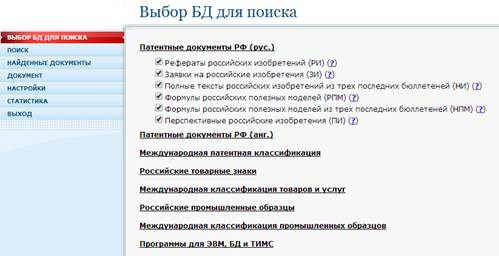 Выбор БД для поиска
ВЫБОР БД ДЛЯ ПОИСКА
ПОИСК
НАЙДЕННЫЕ ДОКУМЕНТЫ
ДОКУМЕНТ
НАСТРОЙКИ
СТАТИСТИКА
ВЫХОД
Патентные документы РФ (рус.)
Рефераты российских изобретений (РИ) (?)
Заявки на российские изобретения (ЗИ) (?)
Полные тексты российских изобретений из трех последних бюллетеней (НИ) (?)
Формулы российских полезных моделей (РПМ) (?)
Формулы российских полезных моделей из трех последних бюллетеней (НПМ) (?)
Перспективные российские изобретения (ПИ) (?)
Патентные документы РФ (англ.)
Международная патентная классификация
Российские товарные знаки
Международная классификация товаров и услуг
Российские промышленные образцы
Международная классификация промышленных образцов
Программы для ЭВМ, БД и ТИМС